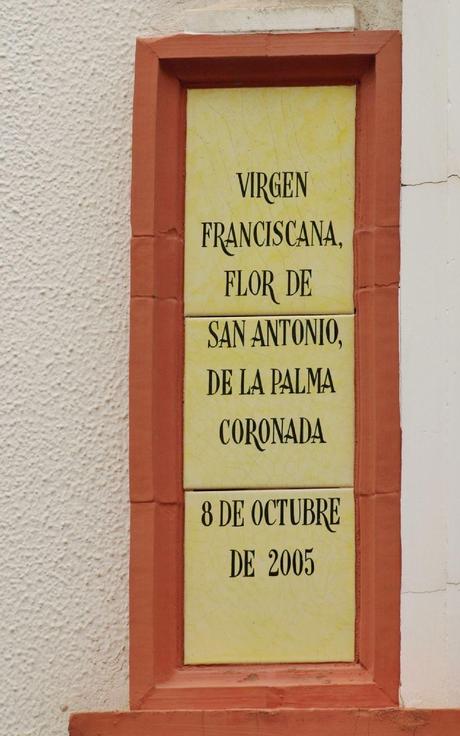 VIRGEN
FRANCISCANA,
FLOR DE
SAN ANTONIO,
DE LA PALMA
CORONADA
8 DE OCTUBRE
DE 2005